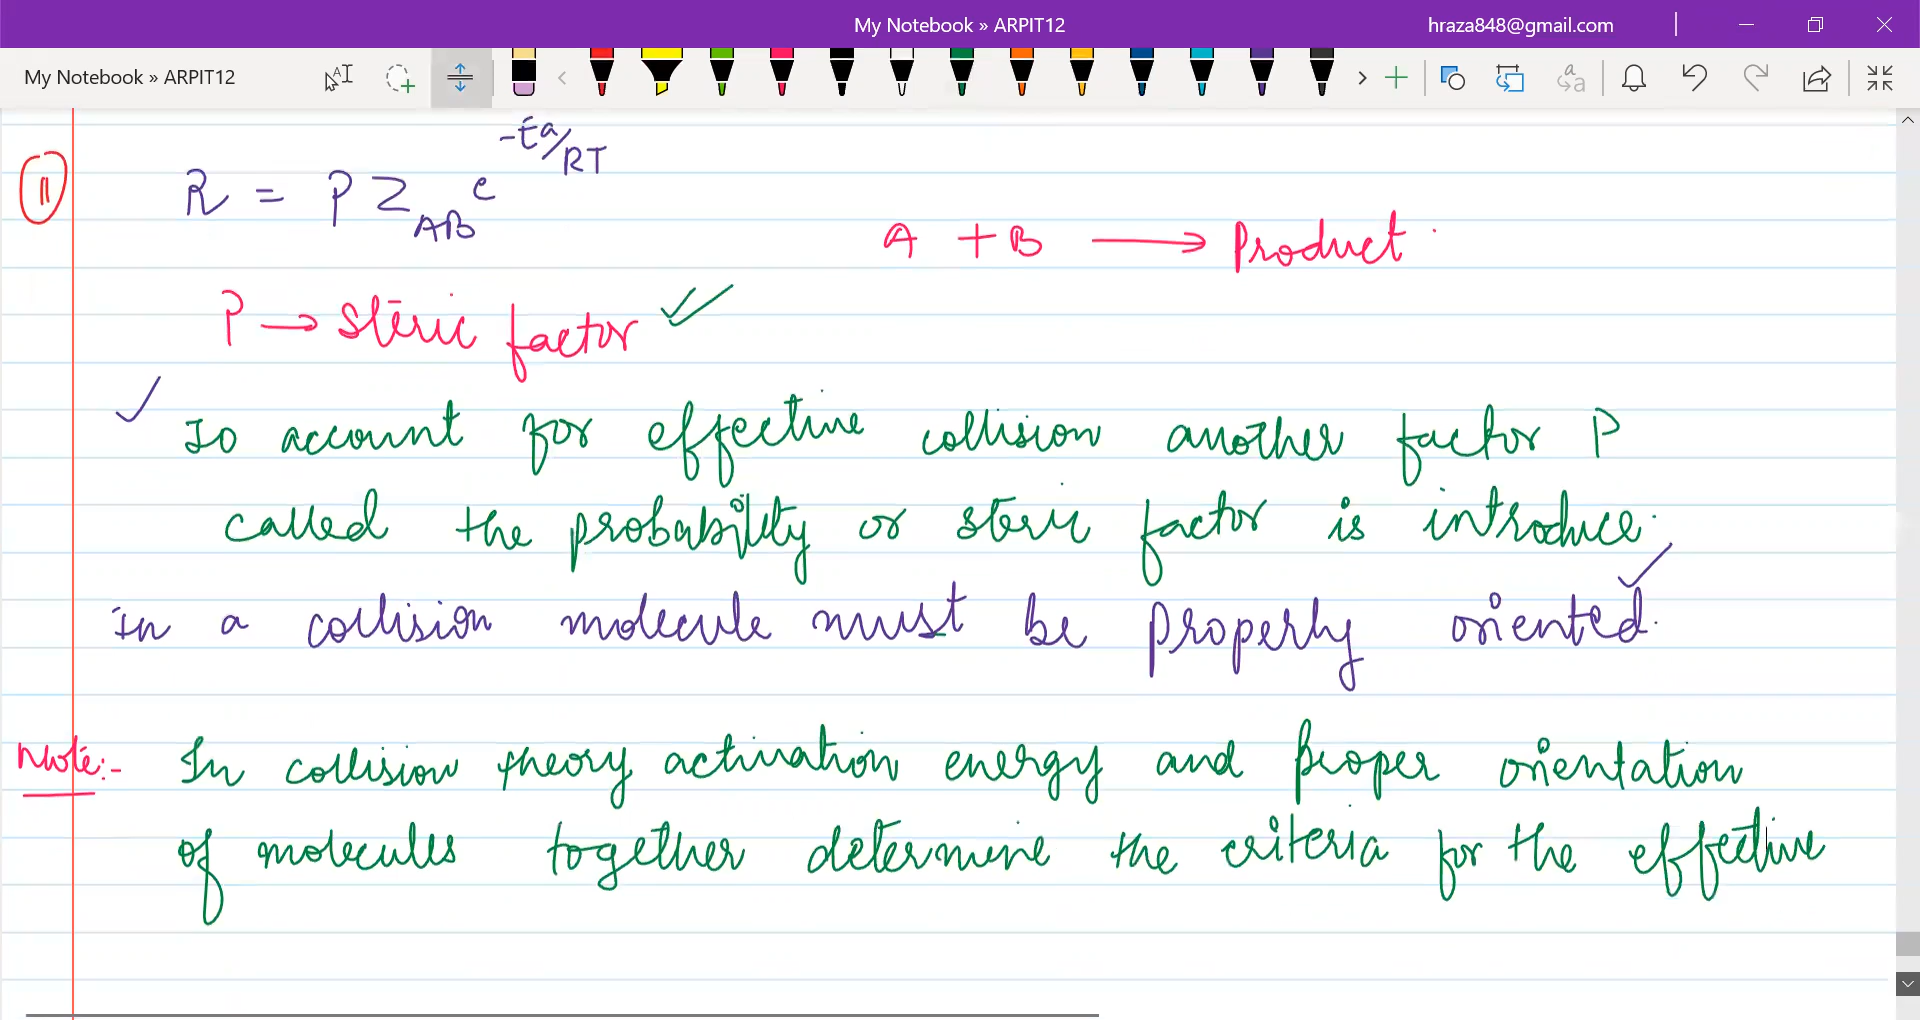 My Notebook » ARPIT12
hraza848@gmail.com
My Notebook » ARPIT12
11 R = P Z_AB e^-Ea/RT
A + B ⟶ Product
P → Steric factor
To account for effective collision another factor P
called the probability or steric factor is introduce.
In a collision molecule must be properly oriented.
Note:- In collision theory activation energy and proper orientation
of molecules together determine the criteria for the effective